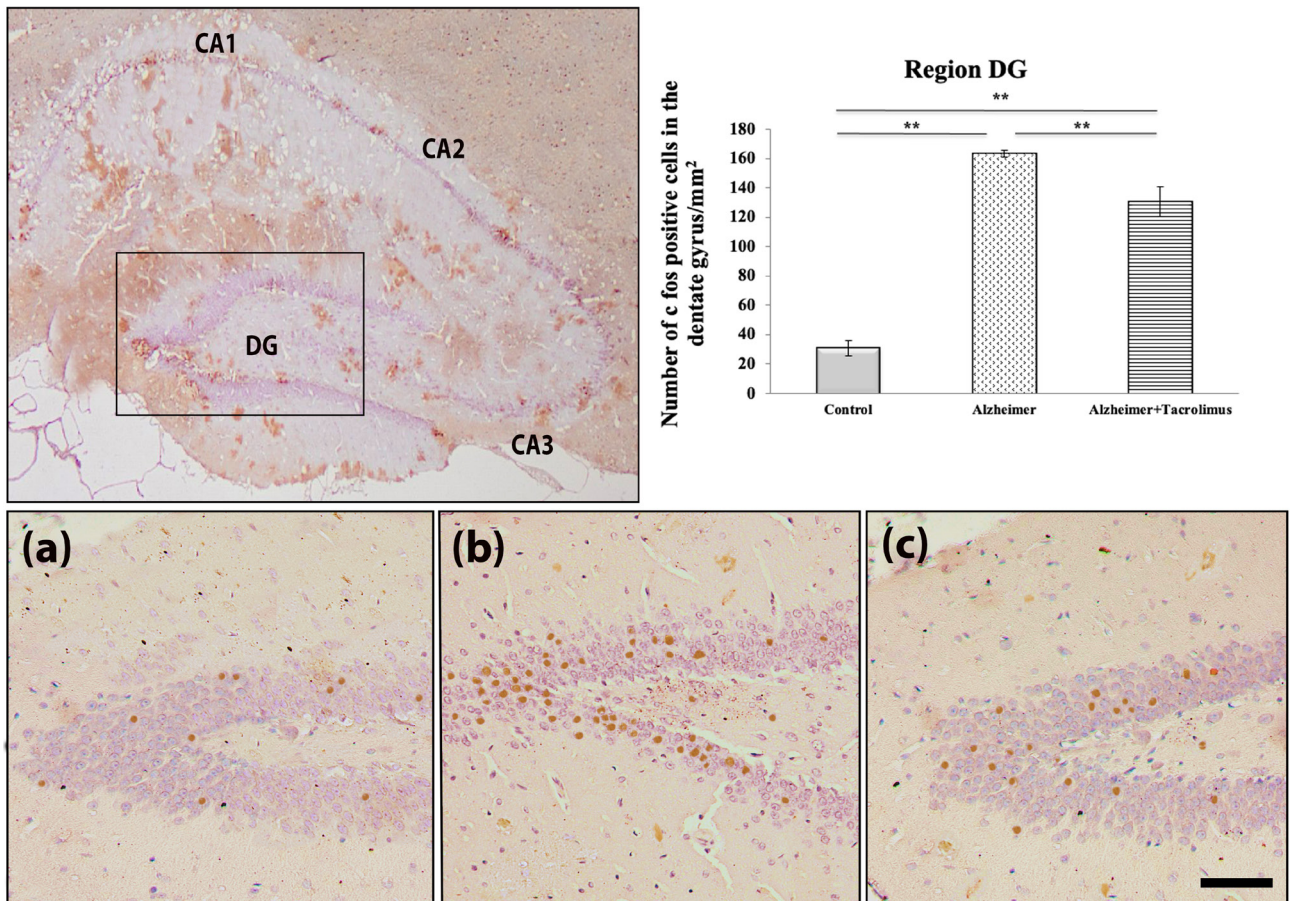 CA1
CA2
DG
CA3
Region DG
**
**
**
Number of c fos positive cells in the
dentate gyrus/mm²
180
160
140
120
100
80
60
40
20
0
Control
Alzheimer
Alzheimer+Tacrolimus
(a)
(b)
(c)